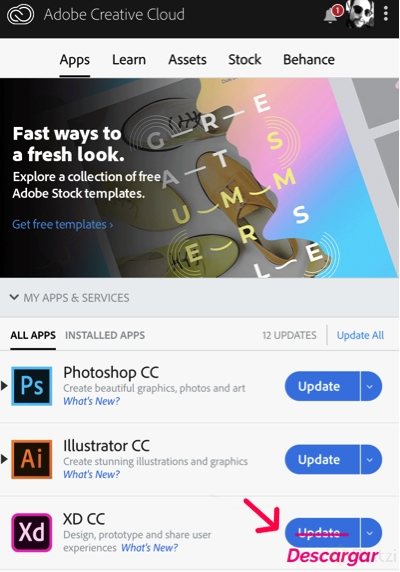 Adobe Creative Cloud
1
Apps Learn Assets Stock Behance
Fast ways to
a fresh look.
Explore a collection of free
Adobe Stock templates.
Get free templates ›
G R E
A T S
U M M
E R S
L E
MY APPS & SERVICES
ALL APPS INSTALLED APPS 12 UPDATES Update All
Ps
Photoshop CC
Create beautiful graphics, photos and art
What's New?
Update
Ai
Illustrator CC
Create stunning illustrations and graphics
What's New?
Update
Xd
XD CC
Design, prototype and share user
experiences What's New?
Update
Descargar